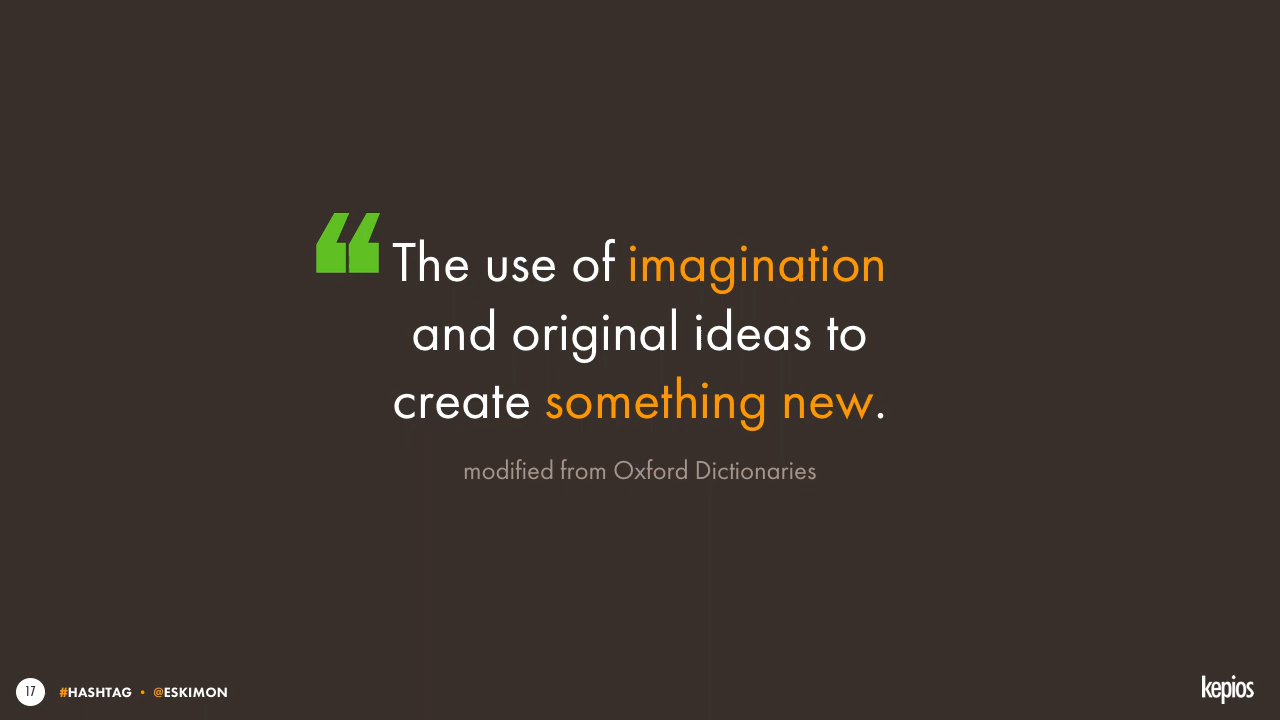 “The use of imagination
and original ideas to
create something new.
modified from Oxford Dictionaries
17 #HASHTAG • @ESKIMON
kepios